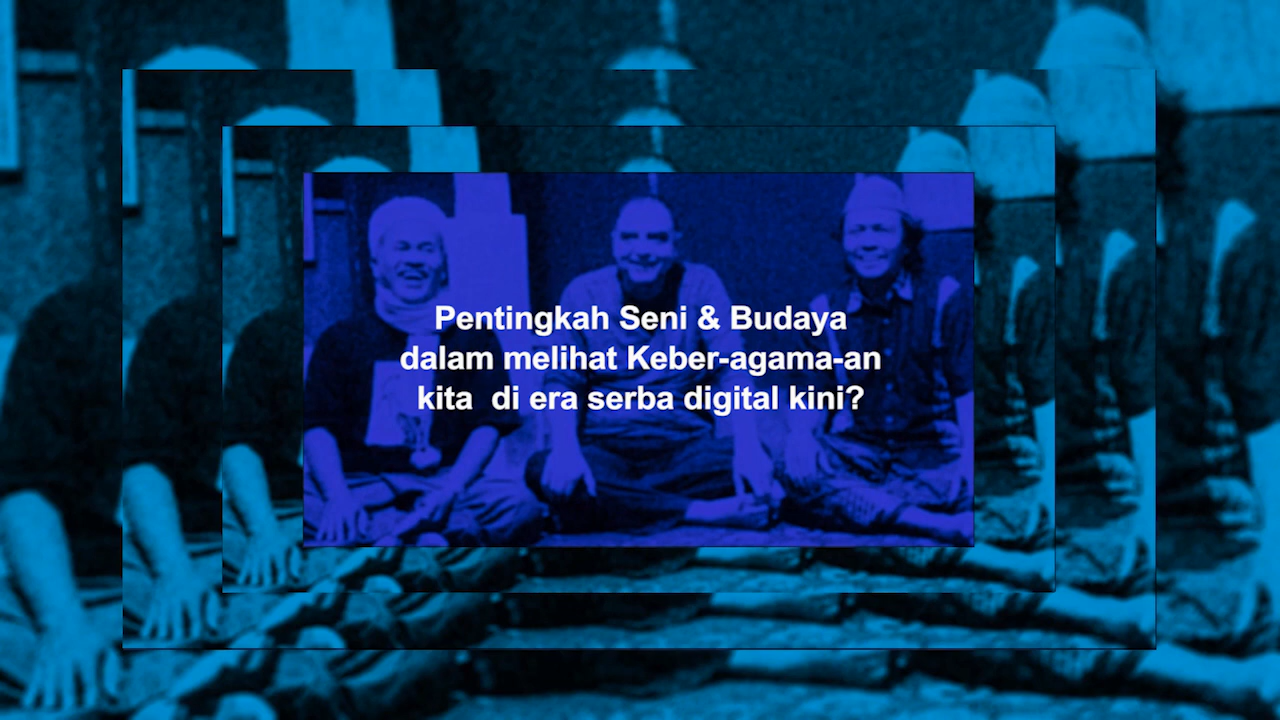 Pentingkah Seni & Budaya
dalam melihat Keber-agama-an
kita  di era serba digital kini?